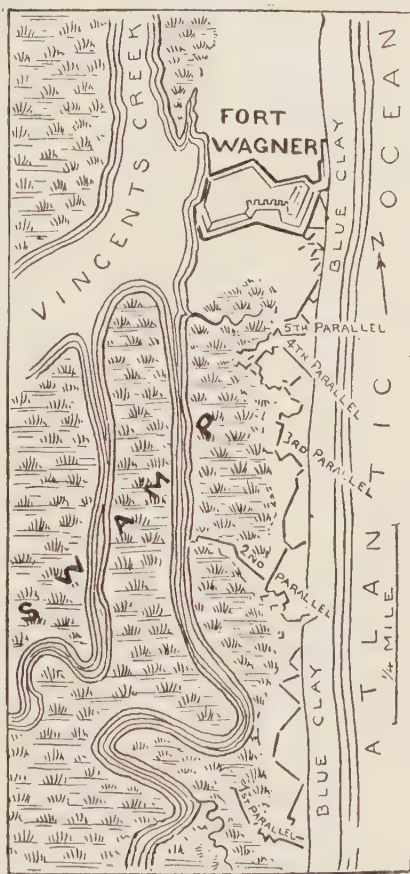 VINCENTS CREEK
FORT
WAGNER
BLUE CLAY
ATLANTIC OCEAN
5TH PARALLEL
4TH PARALLEL
3RD PARALLEL
2ND PARALLEL
SWAMP
1/4 MILE
BLUE CLAY
1ST PARALLEL
N